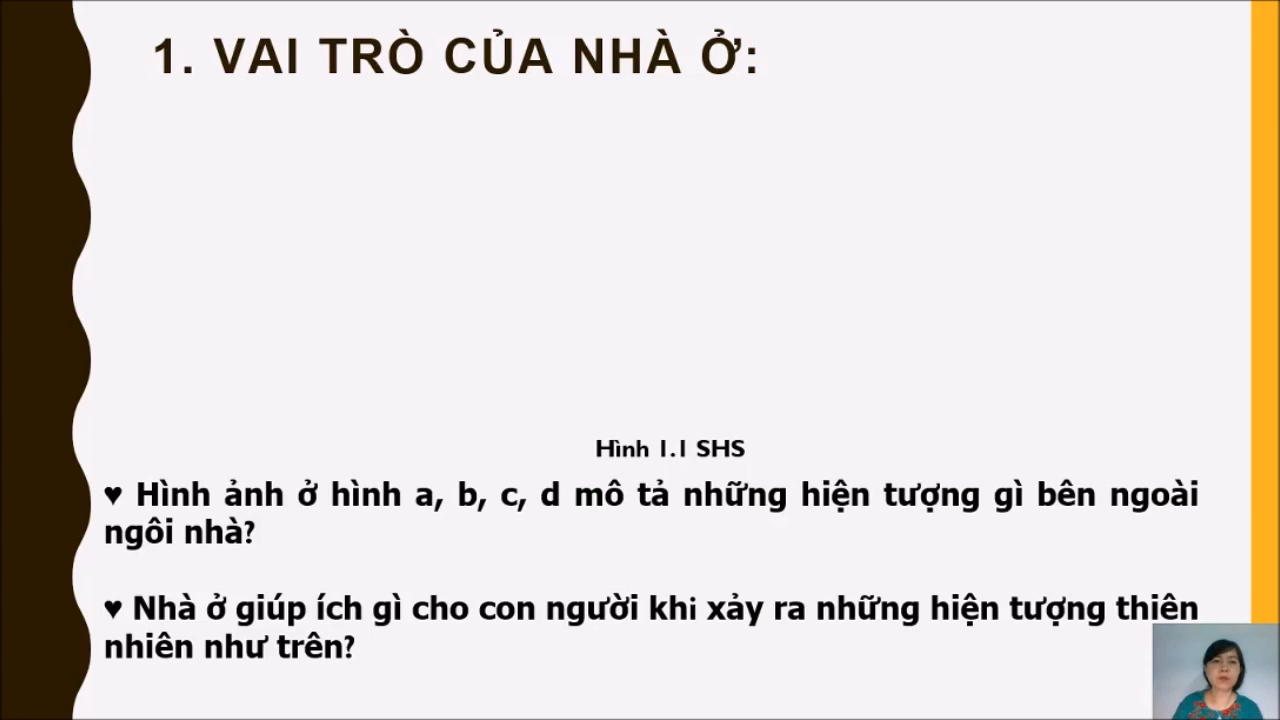 1. VAI TRÒ CỦA NHÀ Ở:
Hình 1.1 SHS
♥ Hình ảnh ở hình a, b, c, d mô tả những hiện tượng gì bên ngoài
ngôi nhà?
♥ Nhà ở giúp ích gì cho con người khi xảy ra những hiện tượng thiên
nhiên như trên?